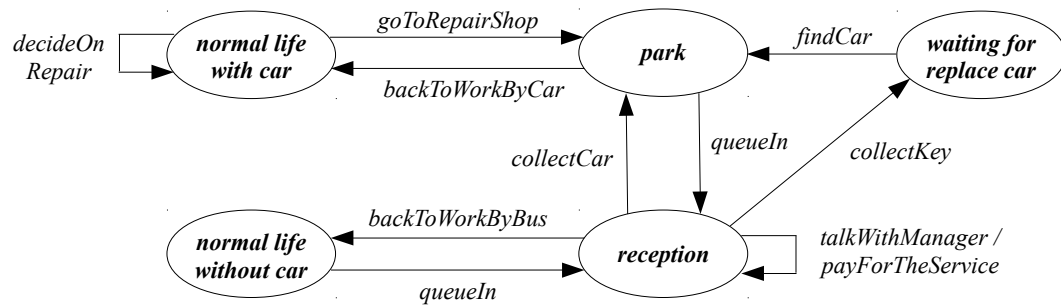 goToRepairShop
decideOn
Repair
normal life
with car
park
findCar
waiting for
replace car
backToWorkByCar
collectCar
queueIn
collectKey
backToWorkByBus
normal life
without car
reception
talkWithManager /
payForTheService
queueIn